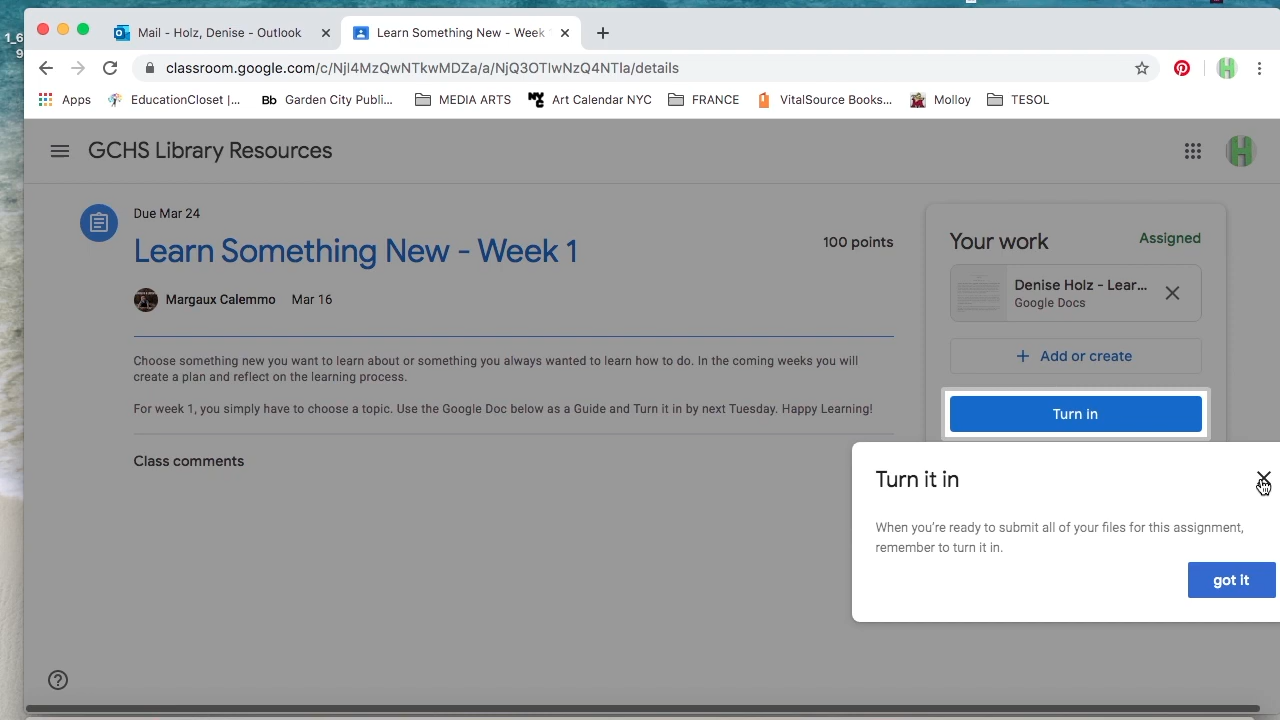 1_6
9
Mail - Holz, Denise - Outlook
Learn Something New - Week
classroom.google.com/c/NjI4MzQwNTkwMDZa/a/NjQ3OTIwNzQ4NTla/details
Apps
EducationCloset |...
Bb Garden City Publi...
MEDIA ARTS
NYC Art Calendar NYC
FRANCE
VitalSource Books...
Molloy
TESOL
GCHS Library Resources
H
Due Mar 24
Learn Something New - Week 1
100 points
Margaux Calemmo Mar 16
Choose something new you want to learn about or something you always wanted to learn how to do. In the coming weeks you will
create a plan and reflect on the learning process.
For week 1, you simply have to choose a topic. Use the Google Doc below as a Guide and Turn it in by next Tuesday. Happy Learning!
Class comments
Your work
Assigned
Denise Holz - Lear...
Google Docs
+ Add or create
Turn in
Turn it in
When you're ready to submit all of your files for this assignment,
remember to turn it in.
got it